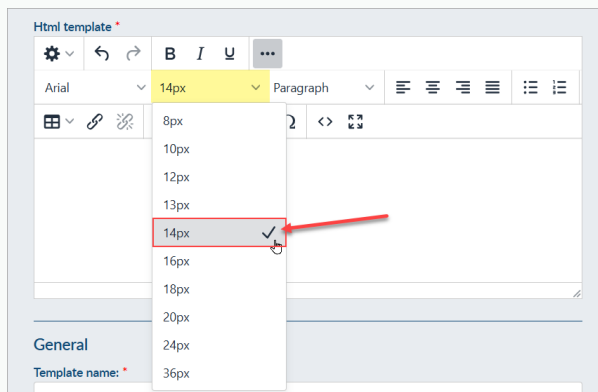 Html template *
B I U
Arial 14px Paragraph
Ω <>
8px
10px
12px
13px
14px
16px
18px
20px
24px
36px
General
Template name: *